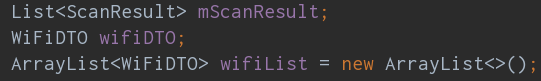 List<ScanResult> mScanResult;
WiFiDTO wifiDTO;
ArrayList<WiFiDTO> wifiList = new ArrayList<>();